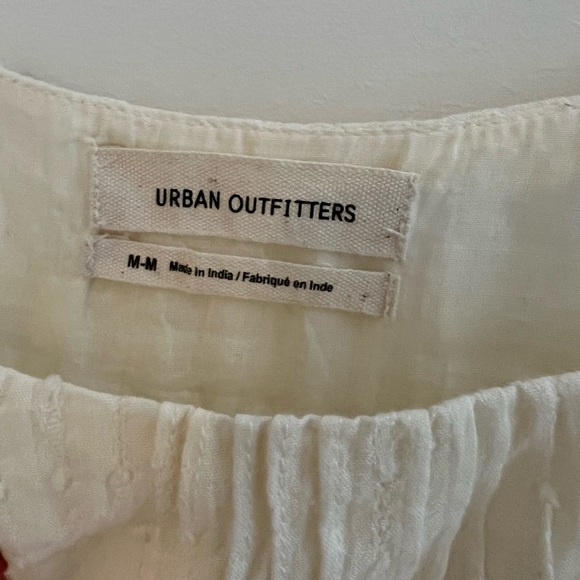 URBAN OUTFITTERS
M-M Made in India / Fabriqué en Inde